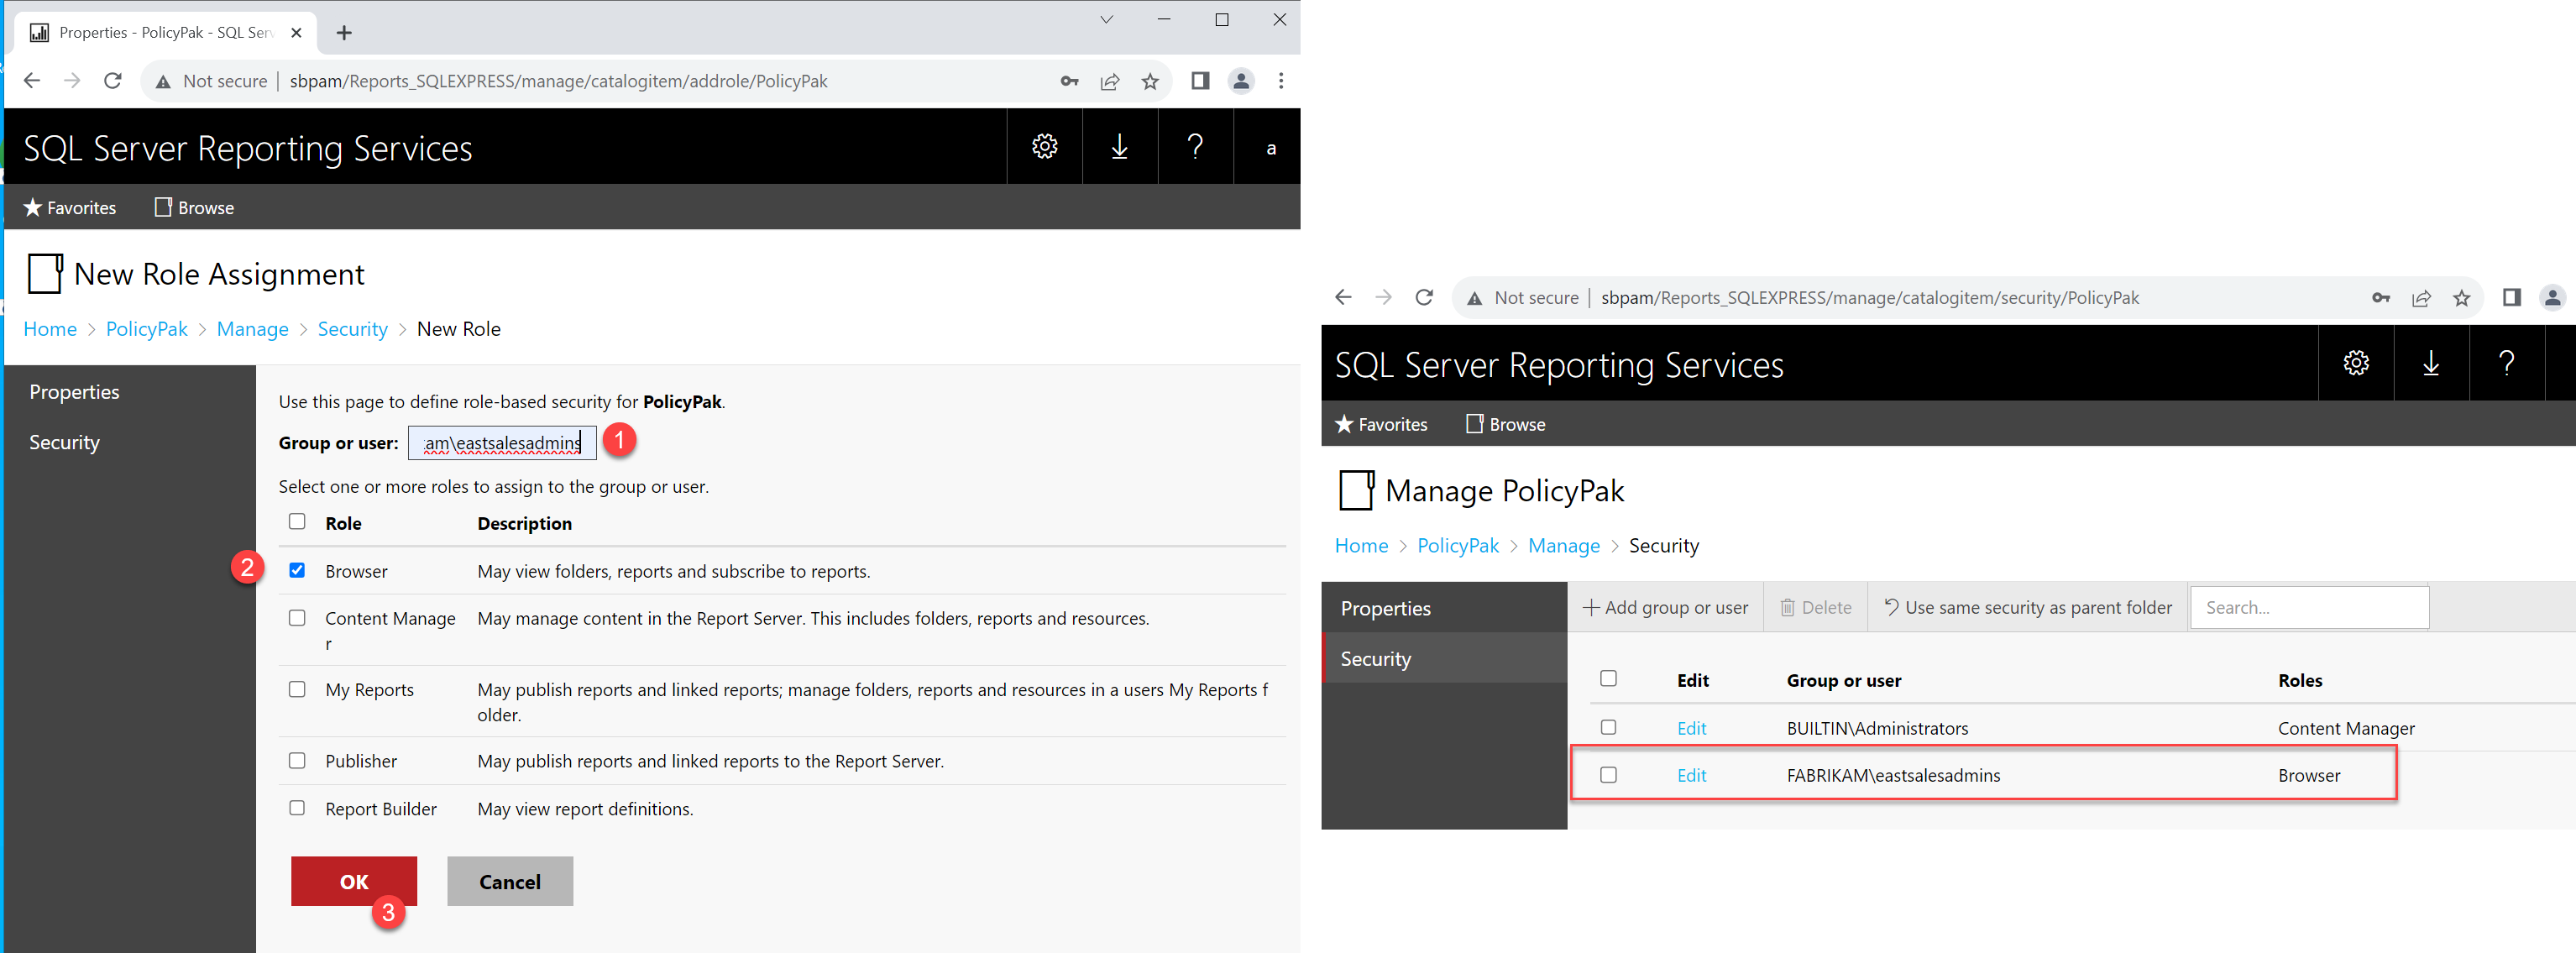 Properties - PolicyPak - SQL Serv
Not secure sbpam/Reports_SQLEXPRESS/manage/catalogitem/addrole/PolicyPak
SQL Server Reporting Services
? a
Favorites Browse
New Role Assignment
Home > PolicyPak > Manage > Security > New Role
Properties
Security
Use this page to define role-based security for PolicyPak.
Group or user: am\eastsalesadmins 1
Select one or more roles to assign to the group or user.
Role Description
2 Browser May view folders, reports and subscribe to reports.
Content Manage
r
May manage content in the Report Server. This includes folders, reports and resources.
My Reports May publish reports and linked reports; manage folders, reports and resources in a users My Reports f
older.
Publisher May publish reports and linked reports to the Report Server.
Report Builder May view report definitions.
OK Cancel
3
Not secure sbpam/Reports_SQLEXPRESS/manage/catalogitem/security/PolicyPak
SQL Server Reporting Services
?
Favorites Browse
Manage PolicyPak
Home > PolicyPak > Manage > Security
Properties
Security
+ Add group or user Delete Use same security as parent folder Search...
Edit Group or user Roles
Edit BUILTIN\Administrators Content Manager
Edit FABRIKAM\eastsalesadmins Browser